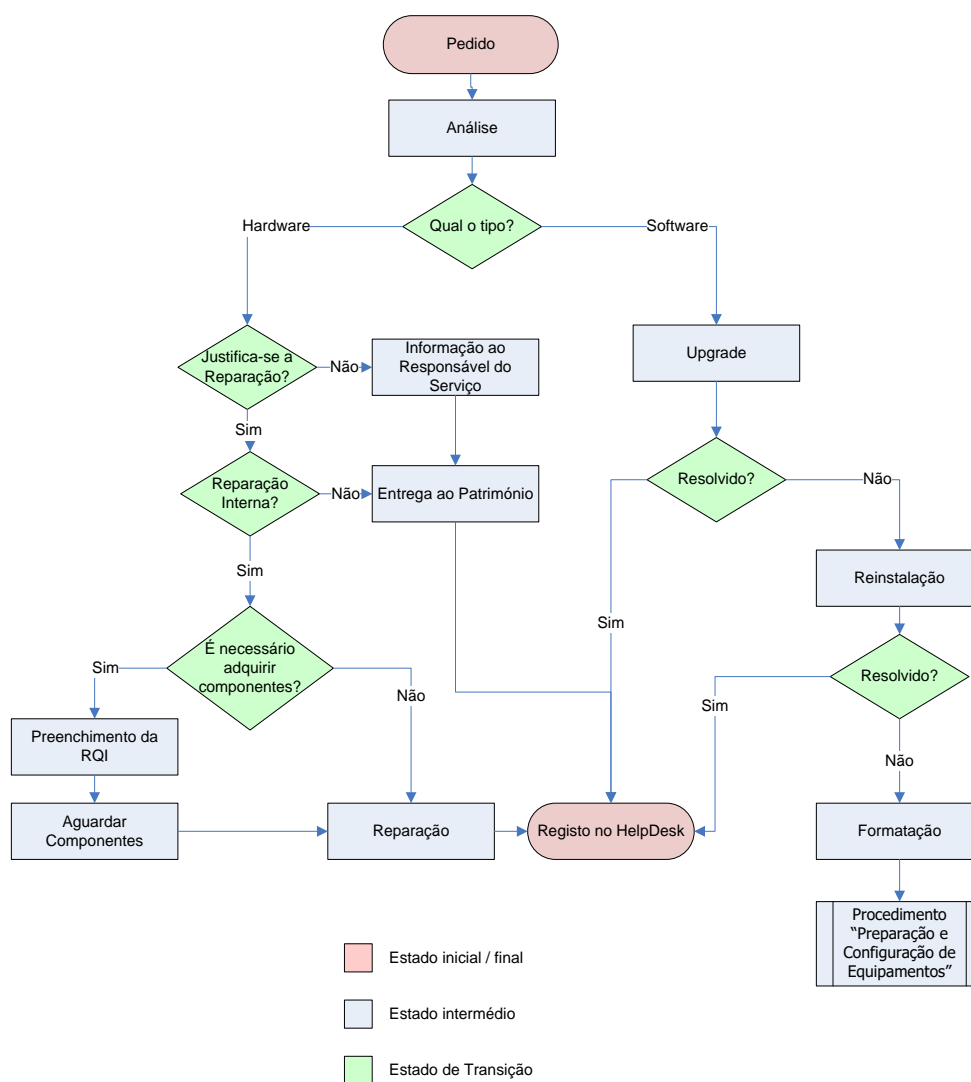 Pedido
Análise
Qual o tipo?
Hardware
Software
Justifica-se a
Reparação?
Não
Informação ao
Responsável do
Serviço
Upgrade
Sim
Reparação
Interna?
Não
Entrega ao Património
Resolvido?
Não
Sim
Reinstalação
Sim
É necessário
adquirir
componentes?
Sim
Não
Resolvido?
Sim
Preenchimento da
RQI
Não
Aguardar
Componentes
Reparação
Registo no HelpDesk
Formatação
Procedimento
“Preparação e
Configuração de
Equipamentos”
Estado inicial / final
Estado intermédio
Estado de Transição